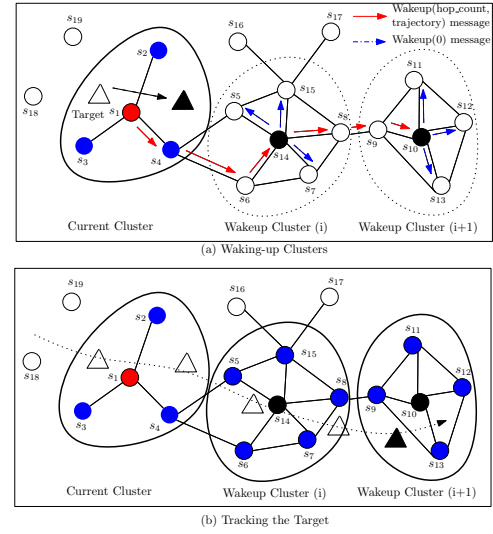 s17
s16
s19
Wakeup(hop_count,
trajectory) message
Wakeup(0) message
s2
s11
s15
s5
s8
s12
s18
Target
s1
s14
s9
s10
s3
s4
s6
s7
s13
Current Cluster
Wakeup Cluster (i)
Wakeup Cluster (i+1)
(a) Waking-up Clusters
s19
s17
s16
s2
s11
s15
s5
s8
s12
s18
s1
s14
s9
s10
s3
s4
s6
s7
s13
Current Cluster
Wakeup Cluster (i)
Wakeup Cluster (i+1)
(b) Tracking the Target